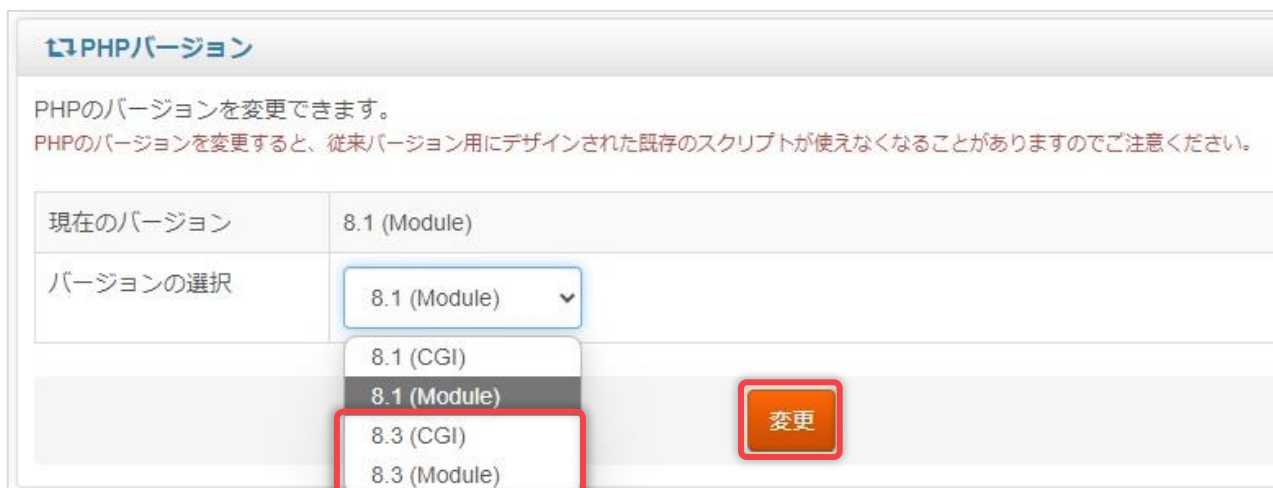 PHPバージョン
PHPのバージョンを変更できます。
PHPのバージョンを変更すると、従来バージョン用にデザインされた既存のスクリプトが使えなくなることがありますのでご注意ください。
現在のバージョン 8.1 (Module)
バージョンの選択 8.1 (Module)
8.1 (CGI)
8.1 (Module)
8.3 (CGI)
8.3 (Module)
変更